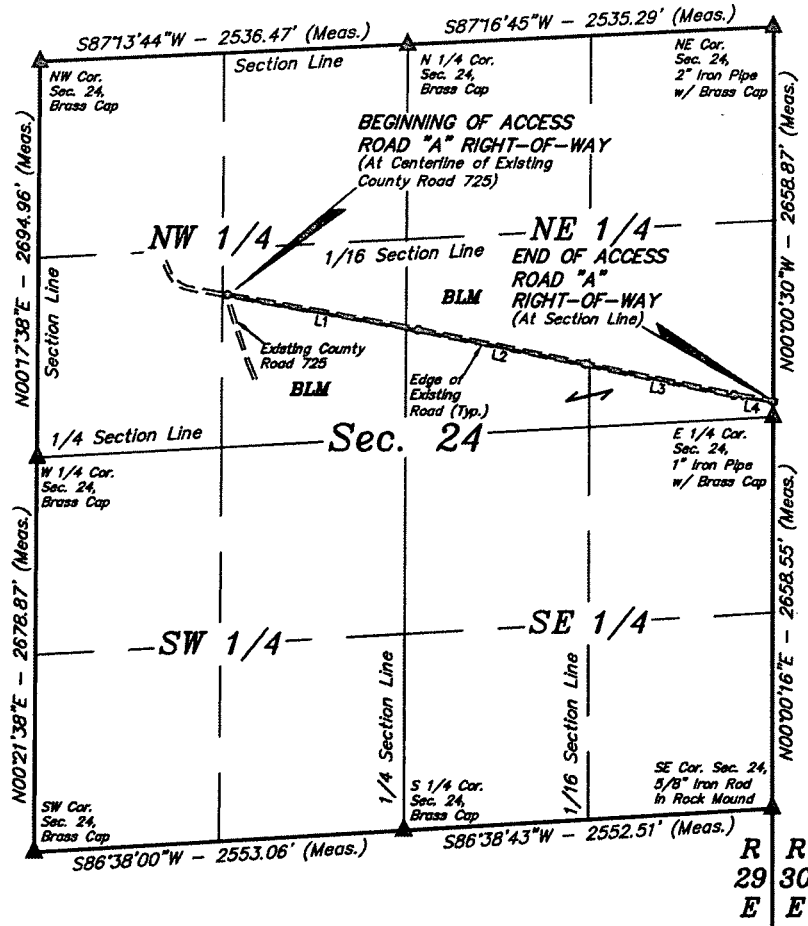 S87°13'44"W - 2536.47' (Meas.)
S87°16'45"W - 2535.29' (Meas.)
Section Line
NW Cor.
Sec. 24,
Brass Cap
N 1/4 Cor.
Sec. 24,
Brass Cap
NE Cor.
Sec. 24,
2" Iron Pipe
w/ Brass Cap
BEGINNING OF ACCESS
ROAD "A" RIGHT-OF-WAY
(At Centerline of Existing
County Road 725)
N00°17'38"E - 2694.96' (Meas.)
Section Line
N00°00'30"W - 2658.87' (Meas.)
NW 1/4
1/16 Section Line
NE 1/4
END OF ACCESS
ROAD "A"
RIGHT-OF-WAY
(At Section Line)
BLM
L1
L2
L3
L4
Existing County
Road 725
BLM
Edge of
Existing
Road (Typ.)
1/4 Section Line
Sec. 24
E 1/4 Cor.
Sec. 24,
1" Iron Pipe
w/ Brass Cap
W 1/4 Cor.
Sec. 24,
Brass Cap
N00°21'38"E - 2678.87' (Meas.)
N00°00'16"E - 2658.55' (Meas.)
SW 1/4
SE 1/4
1/4 Section Line
1/16 Section Line
SW Cor.
Sec. 24,
Brass Cap
S 1/4 Cor.
Sec. 24,
Brass Cap
SE Cor. Sec. 24,
5/8" Iron Rod
in Rock Mound
S86°38'00"W - 2553.06' (Meas.)
S86°38'43"W - 2552.51' (Meas.)
R R
29 30
E E